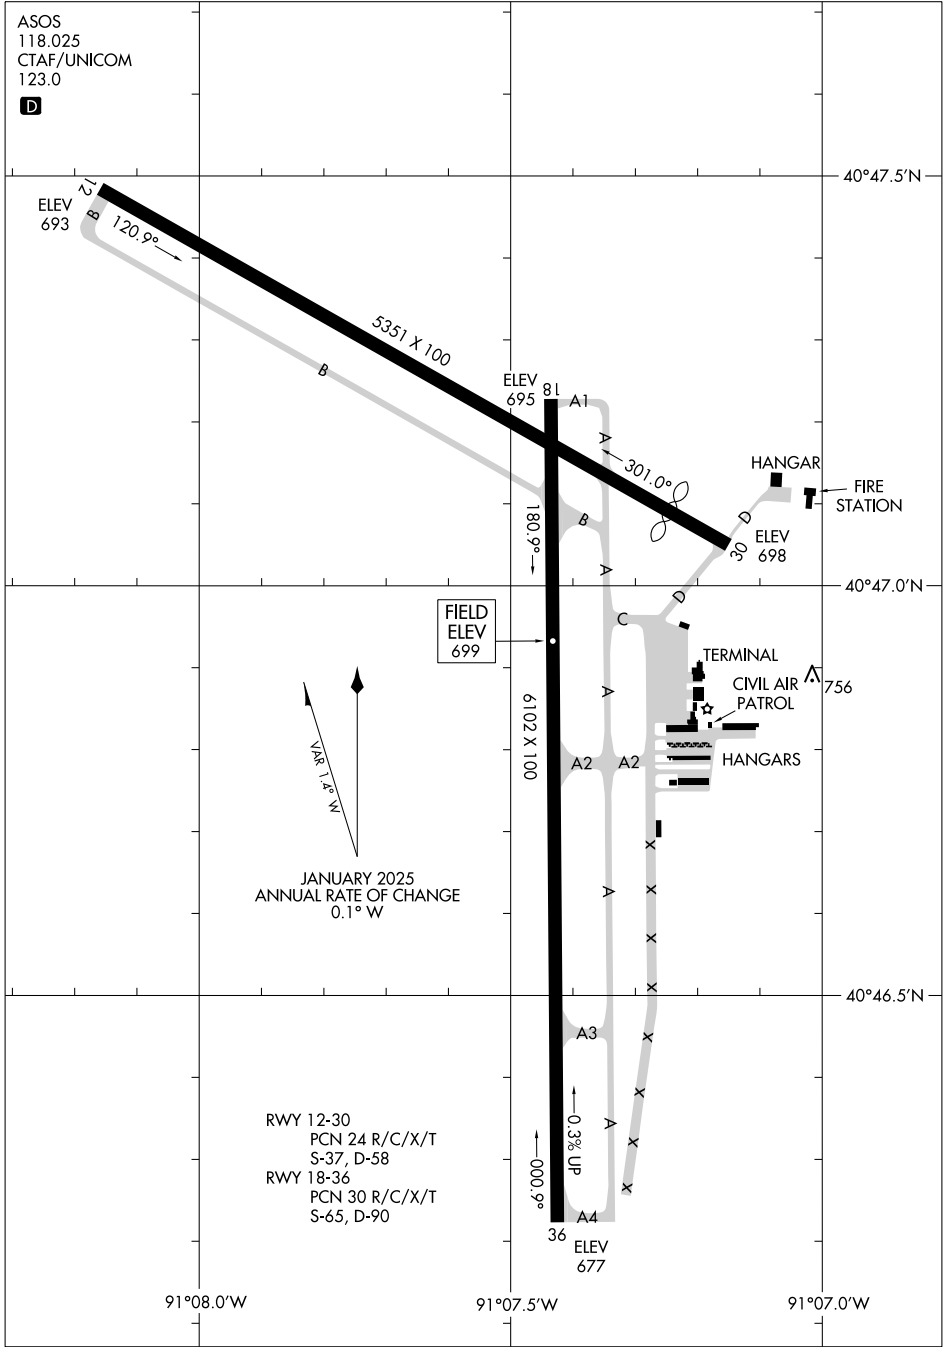 ASOS
118.025
CTAF/UNICOM
123.0
D
40°47.5'N
12
ELEV
693
B
120.9°
5351 X 100
B
ELEV
695
18
A1
A
301.0°
HANGAR
FIRE
STATION
D
180.9°
B
30
ELEV
698
A
40°47.0'N
D
C
FIELD
ELEV
699
TERMINAL
CIVIL AIR
PATROL
756
A
6102 X 100
A2
A2
HANGARS
VAR 1.4° W
JANUARY 2025
ANNUAL RATE OF CHANGE
0.1° W
X
A
X
X
X
40°46.5'N
A3
X
X
0.3% UP
A
X
000.9°
X
RWY 12-30
PCN 24 R/C/X/T
S-37, D-58
RWY 18-36
PCN 30 R/C/X/T
S-65, D-90
A4
36
ELEV
677
91°08.0'W
91°07.5'W
91°07.0'W